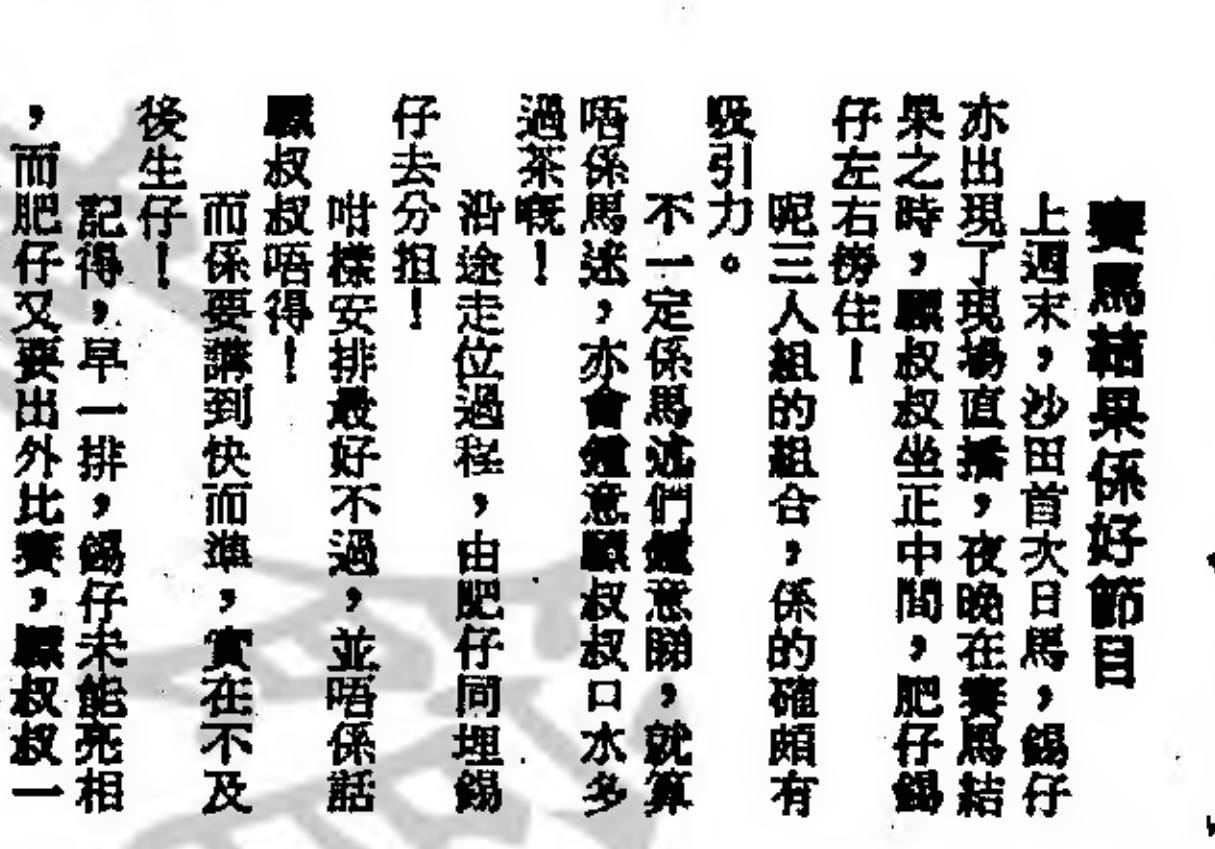 賽馬結果係好節目
上週末，沙田首次日馬，錫仔
亦出現了現場直播，夜晚在賽馬結
果之時，驃叔叔坐正中間，肥仔錫
仔左右傍住！
呢三人組的組合，係的確頗有
吸引力。
不一定係馬迷們鍾意睇，就算
唔係馬迷，亦會鍾意驃叔叔口水多
過茶嘅！
沿途走位過程，由肥仔同埋錫
仔去分担！
咁樣安排最好不過，並唔係話
驃叔叔唔得！
而係要講到快而準，實在不及
後生仔！
記得，早一排，錫仔未能亮相
，而肥仔又要出外比賽，驃叔叔一